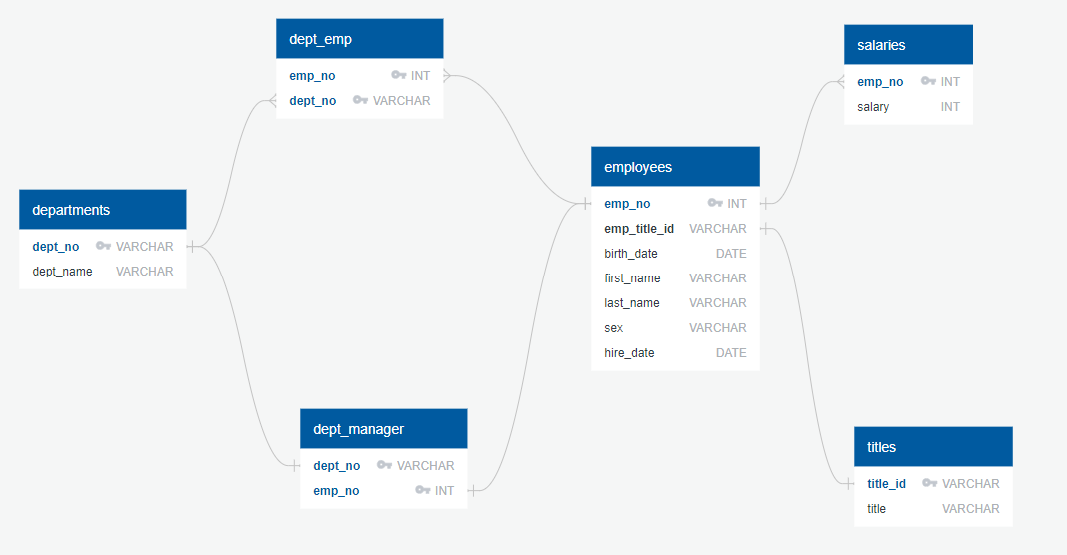 dept_emp
emp_no INT
dept_no VARCHAR
salaries
emp_no INT
salary INT
employees
emp_no INT
emp_title_id VARCHAR
birth_date DATE
first_name VARCHAR
last_name VARCHAR
sex VARCHAR
hire_date DATE
departments
dept_no VARCHAR
dept_name VARCHAR
dept_manager
dept_no VARCHAR
emp_no INT
titles
title_id VARCHAR
title VARCHAR